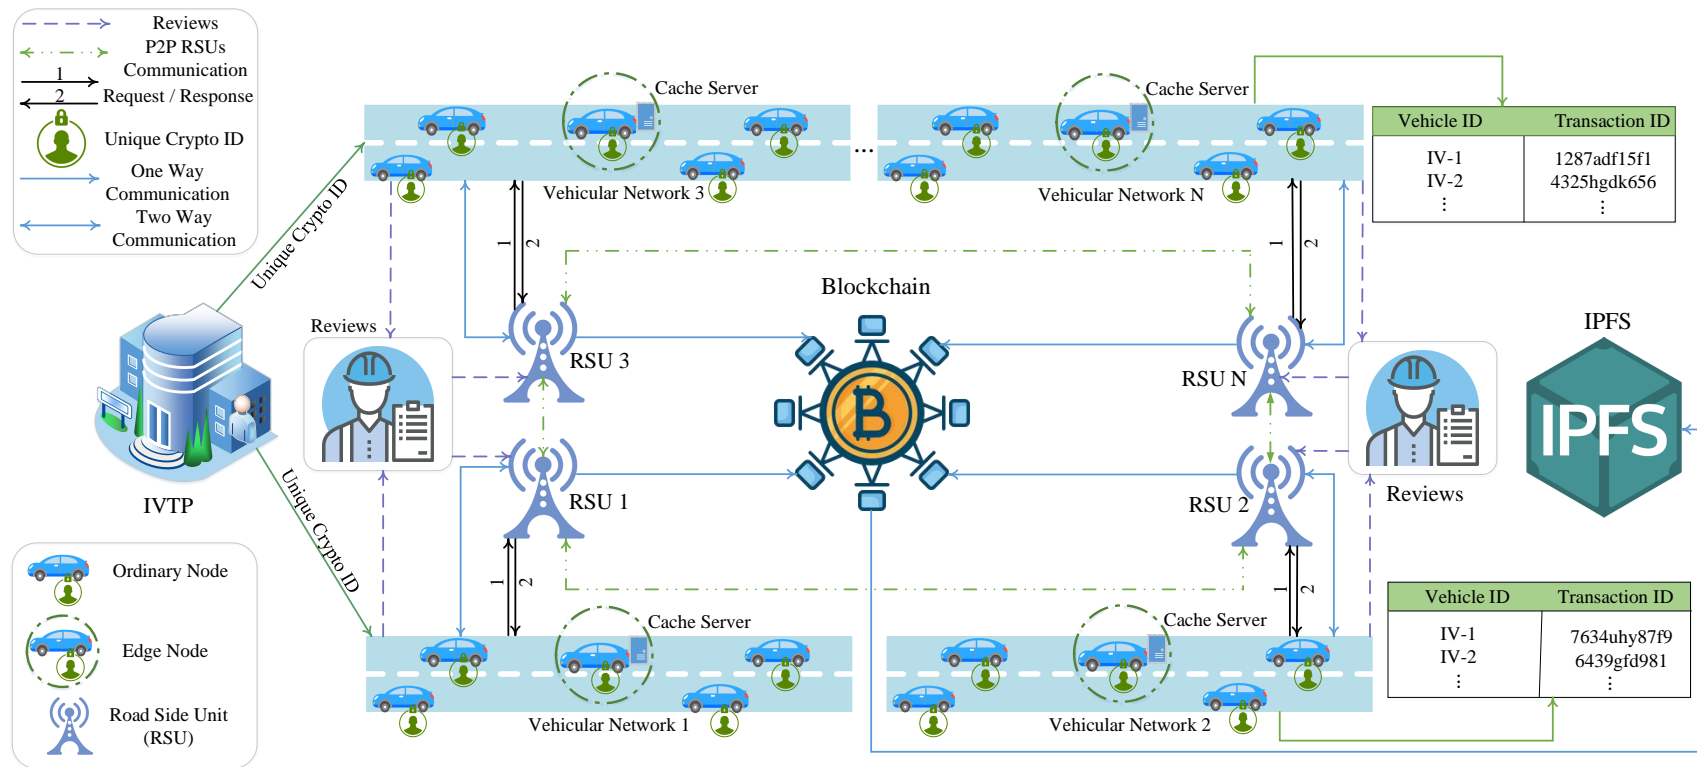 Reviews
P2P RSUs
Communication
1
2
Request / Response
Unique Crypto ID
One Way
Communication
Two Way
Communication
Cache Server
Vehicular Network 3
...
Cache Server
Vehicular Network N
Vehicle ID Transaction ID
IV-1 1287adf15f1
IV-2 4325hgdk656
⋮ ⋮
Unique Crypto ID
1 2
1 2
Blockchain
Reviews
RSU 3
RSU N
IPFS
IPFS
B
IVTP
RSU 1
RSU 2
Reviews
Unique Crypto ID
1 2
1 2
Ordinary Node
Edge Node
Road Side Unit
(RSU)
Cache Server
Vehicular Network 1
Cache Server
Vehicular Network 2
Vehicle ID Transaction ID
IV-1 7634uhy87f9
IV-2 6439gfd981
⋮ ⋮